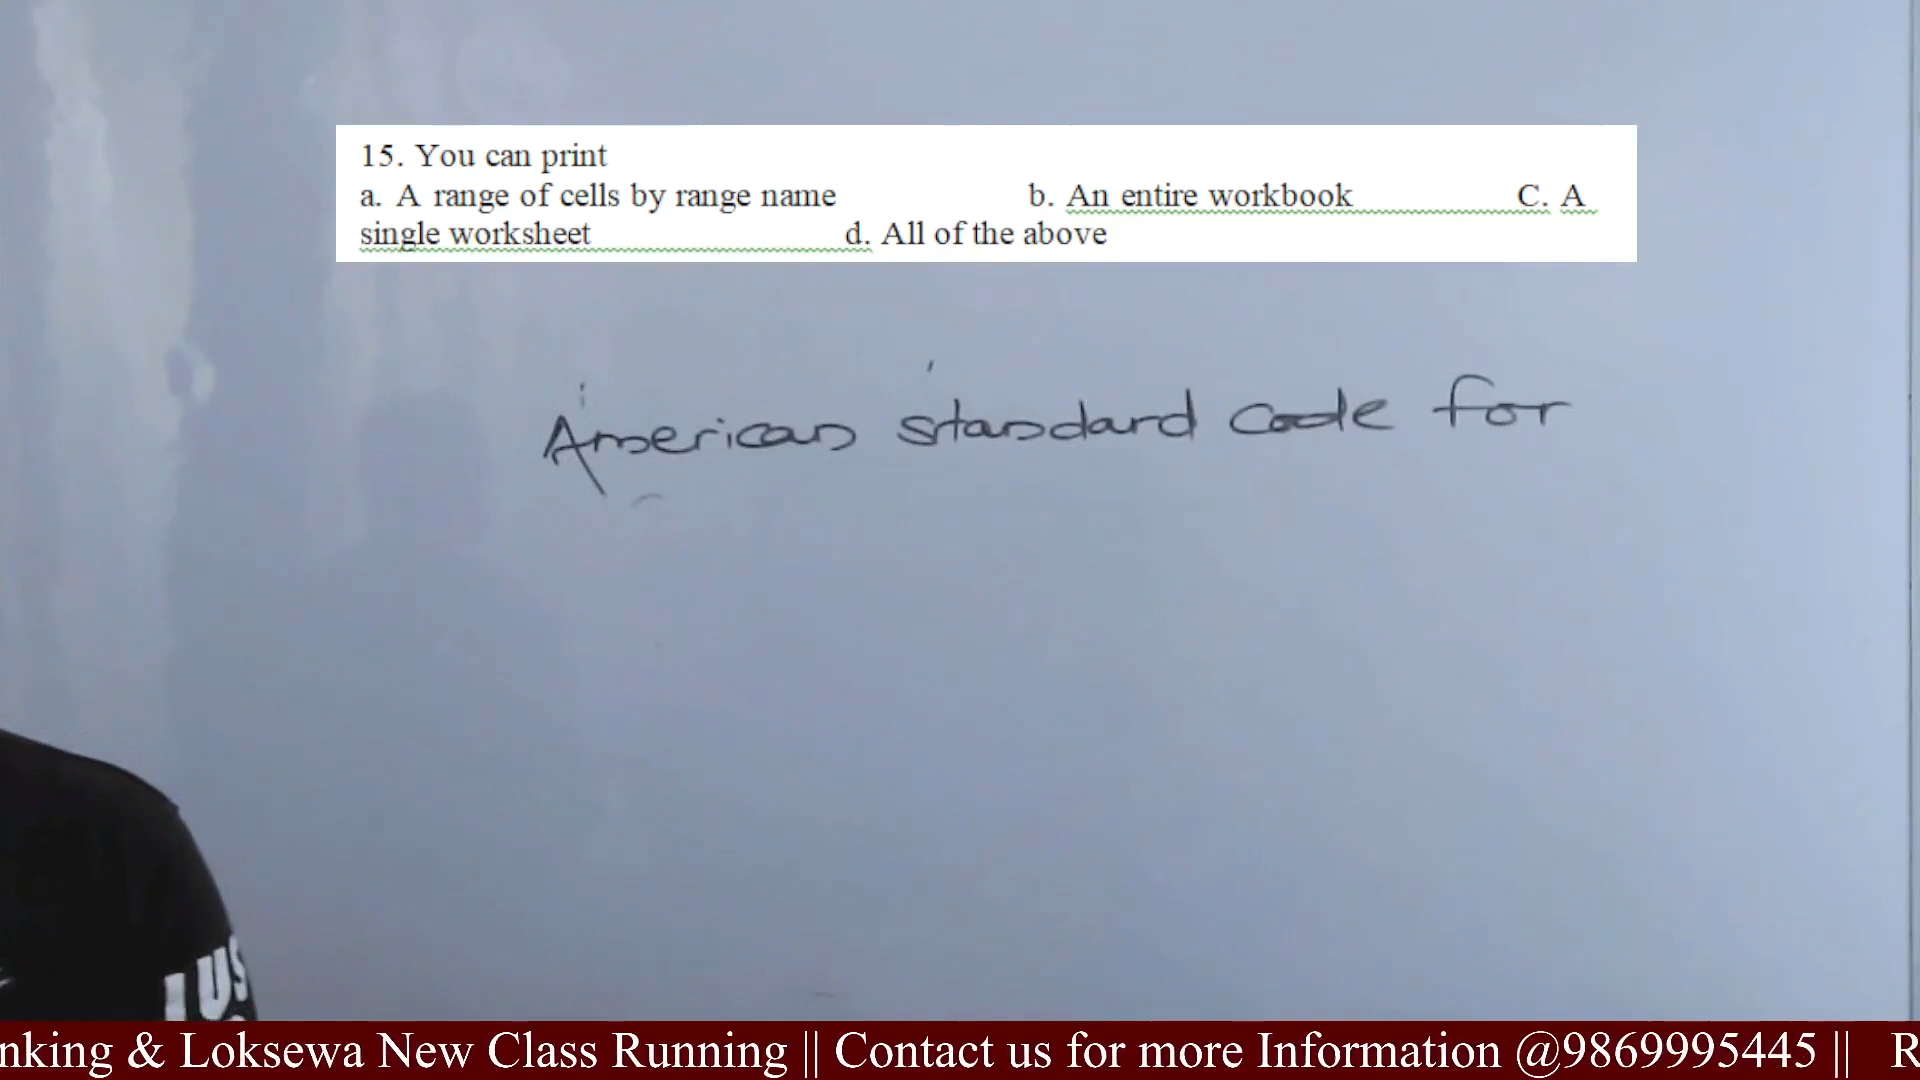 15. You can print
a. A range of cells by range name b. An entire workbook C. A
single worksheet d. All of the above
American standard code for
US
nking & Loksewa New Class Running || Contact us for more Information @9869995445 || R